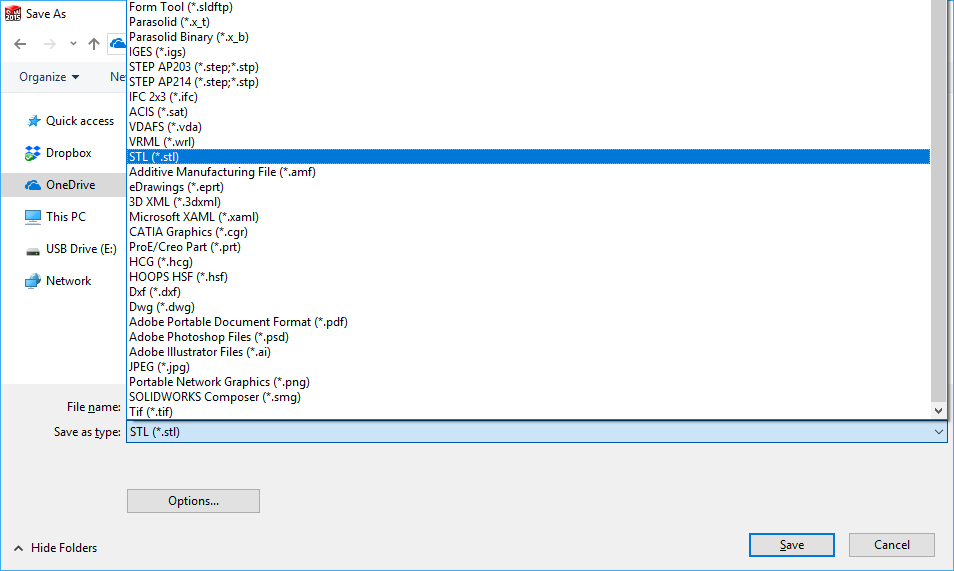 Save As
Form Tool (*.sldftp)
Parasolid (*.x_t)
Parasolid Binary (*.x_b)
IGES (*.igs)
STEP AP203 (*.step;*.stp)
STEP AP214 (*.step;*.stp)
IFC 2x3 (*.ifc)
ACIS (*.sat)
VDAFS (*.vda)
VRML (*.wrl)
STL (*.stl)
Additive Manufacturing File (*.amf)
eDrawings (*.eprt)
3D XML (*.3dxml)
Microsoft XAML (*.xaml)
CATIA Graphics (*.cgr)
ProE/Creo Part (*.prt)
HCG (*.hcg)
HOOPS HSF (*.hsf)
Dxf (*.dxf)
Dwg (*.dwg)
Adobe Portable Document Format (*.pdf)
Adobe Photoshop Files (*.psd)
Adobe Illustrator Files (*.ai)
JPEG (*.jpg)
Portable Network Graphics (*.png)
SOLIDWORKS Composer (*.smg)
Tif (*.tif)
Organize
Ne
Quick access
Dropbox
OneDrive
This PC
USB Drive (E:)
Network
File name:
Save as type: STL (*.stl)
Options...
Hide Folders
Save
Cancel